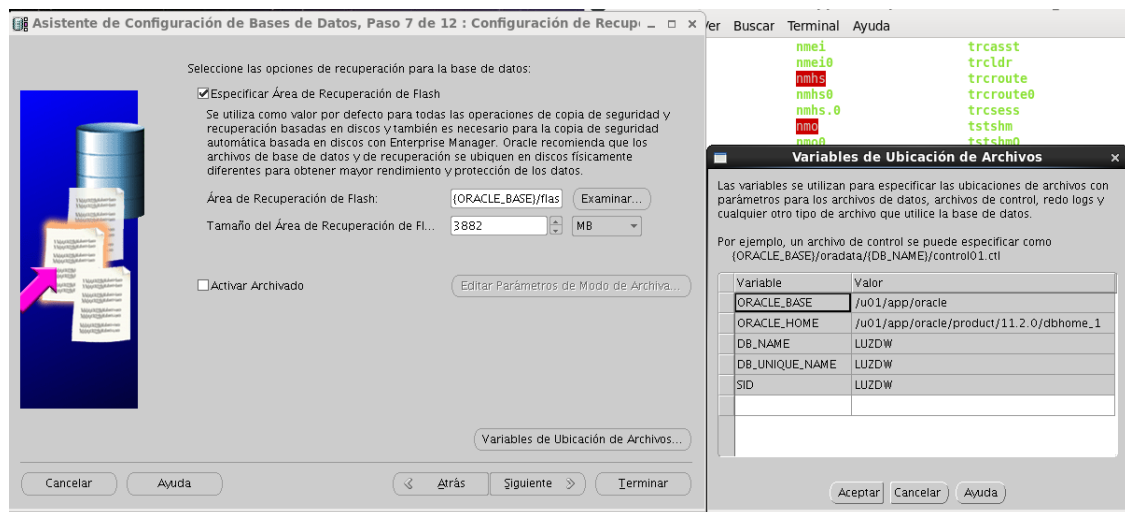 Asistente de Configuración de Bases de Datos, Paso 7 de 12 : Configuración de Recup
Seleccione las opciones de recuperación para la base de datos:
Especificar Área de Recuperación de Flash
Se utiliza como valor por defecto para todas las operaciones de copia de seguridad y
recuperación basadas en discos y también es necesario para la copia de seguridad
automática basada en discos con Enterprise Manager. Oracle recomienda que los
archivos de base de datos y de recuperación se ubiquen en discos físicamente
diferentes para obtener mayor rendimiento y protección de los datos.
Área de Recuperación de Flash: {ORACLE_BASE}/flas Examinar...
Tamaño del Área de Recuperación de Fl... 3882 MB
Activar Archivado Editar Parámetros de Modo de Archiva...
Variables de Ubicación de Archivos...
Cancelar Ayuda Atrás Siguiente Terminar
Ver Buscar Terminal Ayuda
nmei trcasst
nmei0 trcldr
nmhs trcroute
nmhs0 trcroute0
nmhs.0 trcsess
nmo tstshm
nmo0 tstshm0
Variables de Ubicación de Archivos
Las variables se utilizan para especificar las ubicaciones de archivos con
parámetros para los archivos de datos, archivos de control, redo logs y
cualquier otro tipo de archivo que utilice la base de datos.
Por ejemplo, un archivo de control se puede especificar como
{ORACLE_BASE}/oradata/{DB_NAME}/control01.ctl
Variable Valor
ORACLE_BASE /u01/app/oracle
ORACLE_HOME /u01/app/oracle/product/11.2.0/dbhome_1
DB_NAME LUZDW
DB_UNIQUE_NAME LUZDW
SID LUZDW
Aceptar Cancelar Ayuda